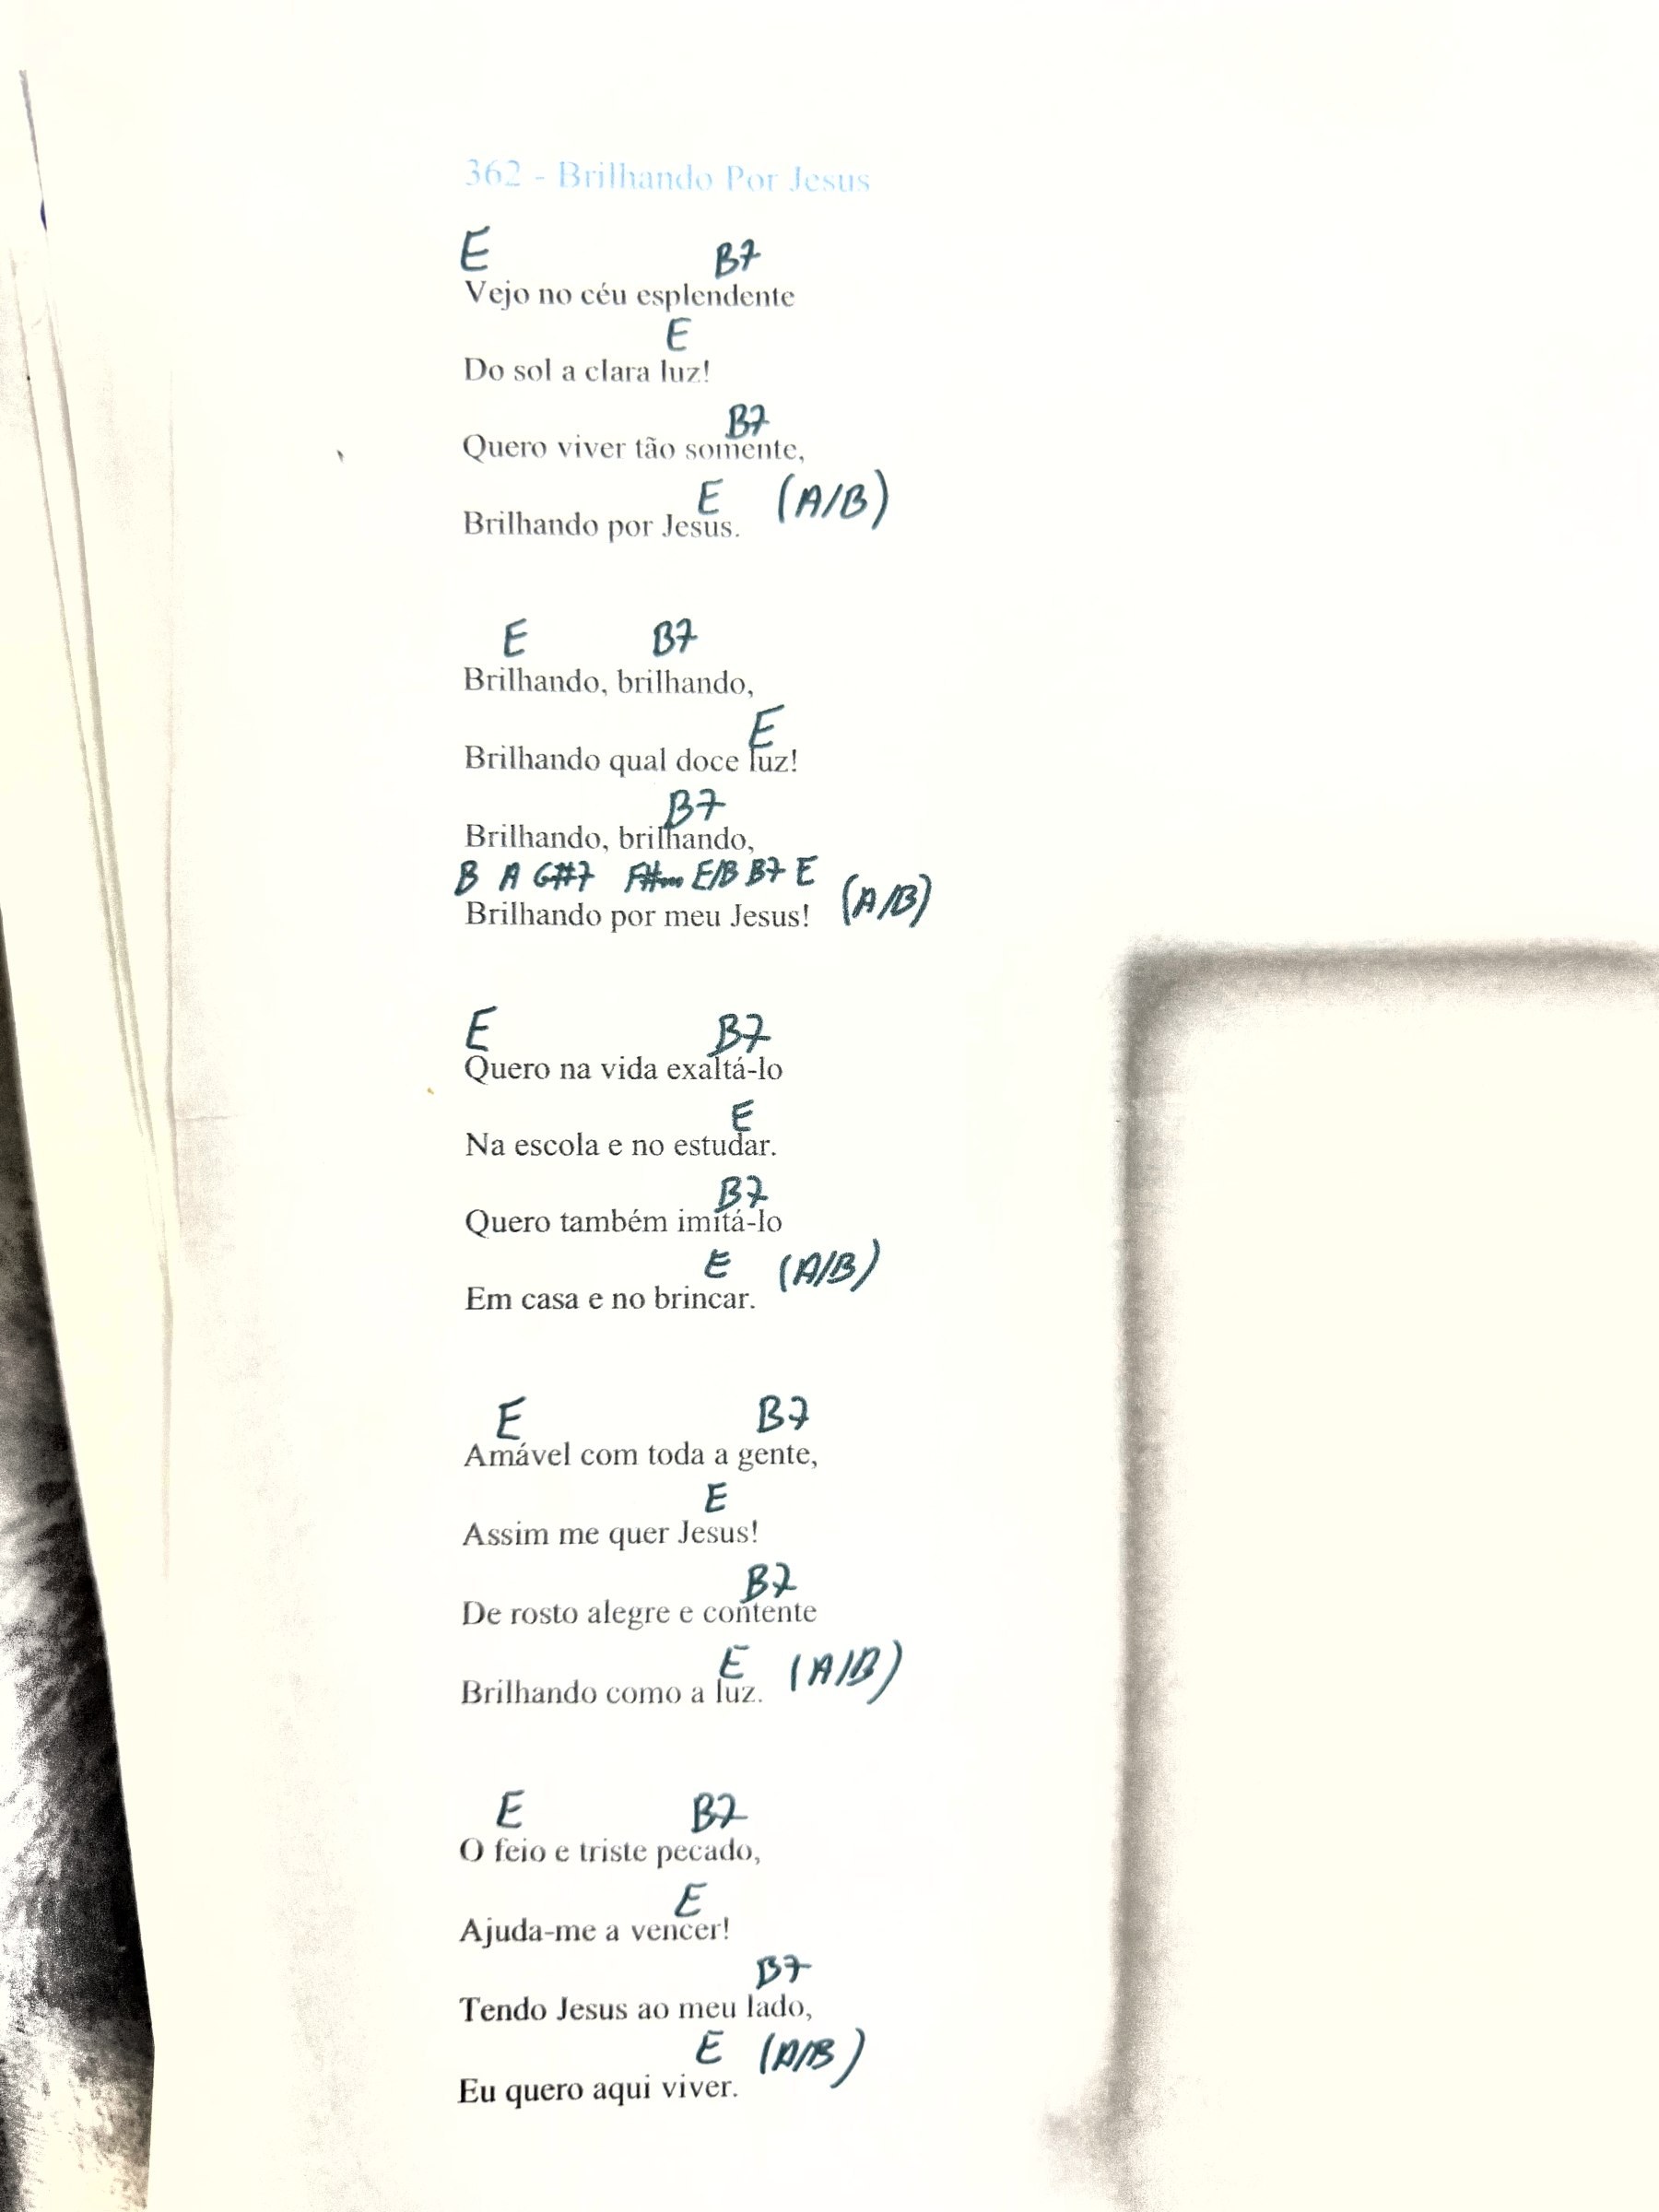 362 - Brilhando Por Jesus
E B7
Vejo no céu esplendente
E
Do sol a clara luz!
B7
Quero viver tão somente,
E (A/B)
Brilhando por Jesus.
E B7
Brilhando, brilhando,
E
Brilhando qual doce luz!
B7
Brilhando, brilhando,
B A G#7 F#m E/B B7 E (A/B)
Brilhando por meu Jesus!
E B7
Quero na vida exaltá-lo
E
Na escola e no estudar.
B7
Quero também imitá-lo
E (A/B)
Em casa e no brincar.
E B7
Amável com toda a gente,
E
Assim me quer Jesus!
B7
De rosto alegre e contente
E (A/B)
Brilhando como a luz.
E B7
O feio e triste pecado,
E
Ajuda-me a vencer!
B7
Tendo Jesus ao meu lado,
E (A/B)
Eu quero aqui viver.